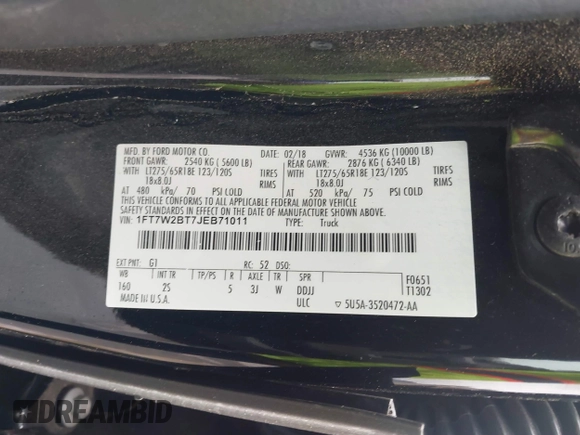 MFD. BY FORD MOTOR CO. DATE: 02/18 GVWR: 4536 KG (10000 LB)
FRONT GAWR: 2540 KG ( 5600 LB) REAR GAWR: 2876 KG ( 6340 LB)
WITH LT275/65R18E 123/120S TIRES WITH LT275/65R18E 123/120S TIRES
18x8.0J RIMS 18x8.0J RIMS
AT 480 kPa/ 70 PSI COLD AT 520 kPa/ 75 PSI COLD
THIS VEHICLE CONFORMS TO ALL APPLICABLE FEDERAL MOTOR VEHICLE
SAFETY STANDARDS IN EFFECT ON THE DATE OF MANUFACTURE SHOWN ABOVE.
VIN: 1FT7W2BT7JEB71011 TYPE: Truck
EXT PNT: G1 RC: 52 DSO:
WB INT TR TP/PS R AXLE TR SPR F0651
160 2S 5 3J W DDJJ T1302
MADE IN U.S.A. ULC ▽ 5U5A-3520472-AA
A
DREAMBID